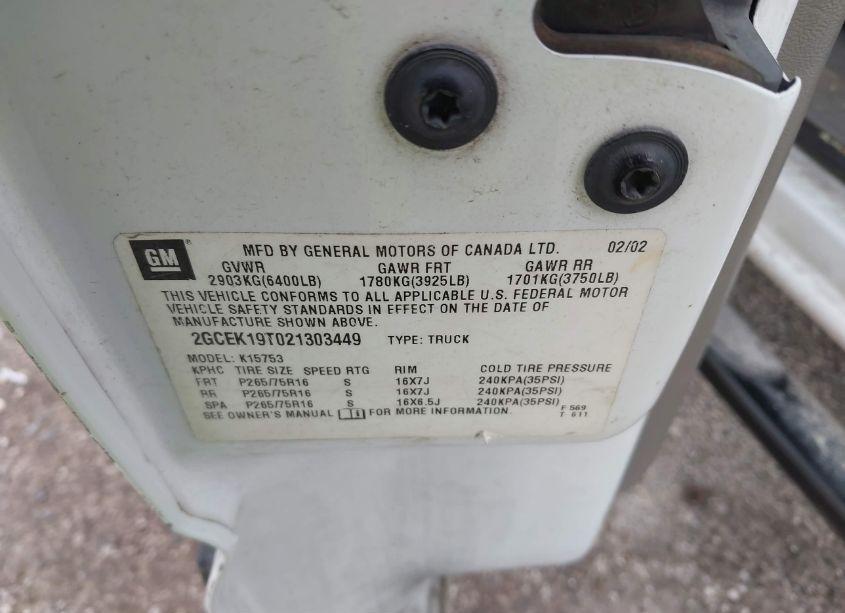 GM®
MFD BY GENERAL MOTORS OF CANADA LTD. 02/02
GVWR GAWR FRT GAWR RR
2903KG(6400LB) 1780KG(3925LB) 1701KG(3750LB)
THIS VEHICLE CONFORMS TO ALL APPLICABLE U.S. FEDERAL MOTOR
VEHICLE SAFETY STANDARDS IN EFFECT ON THE DATE OF
MANUFACTURE SHOWN ABOVE.
2GCEK19T021303449 TYPE: TRUCK
MODEL: K15753
KPHC TIRE SIZE SPEED RTG RIM COLD TIRE PRESSURE
FRT P265/75R16 S 16X7J 240KPA(35PSI)
RR P265/75R16 S 16X7J 240KPA(35PSI)
SPA P265/75R16 S 16X6.5J 240KPA(35PSI)
SEE OWNER'S MANUAL FOR MORE INFORMATION. F 569
T 611